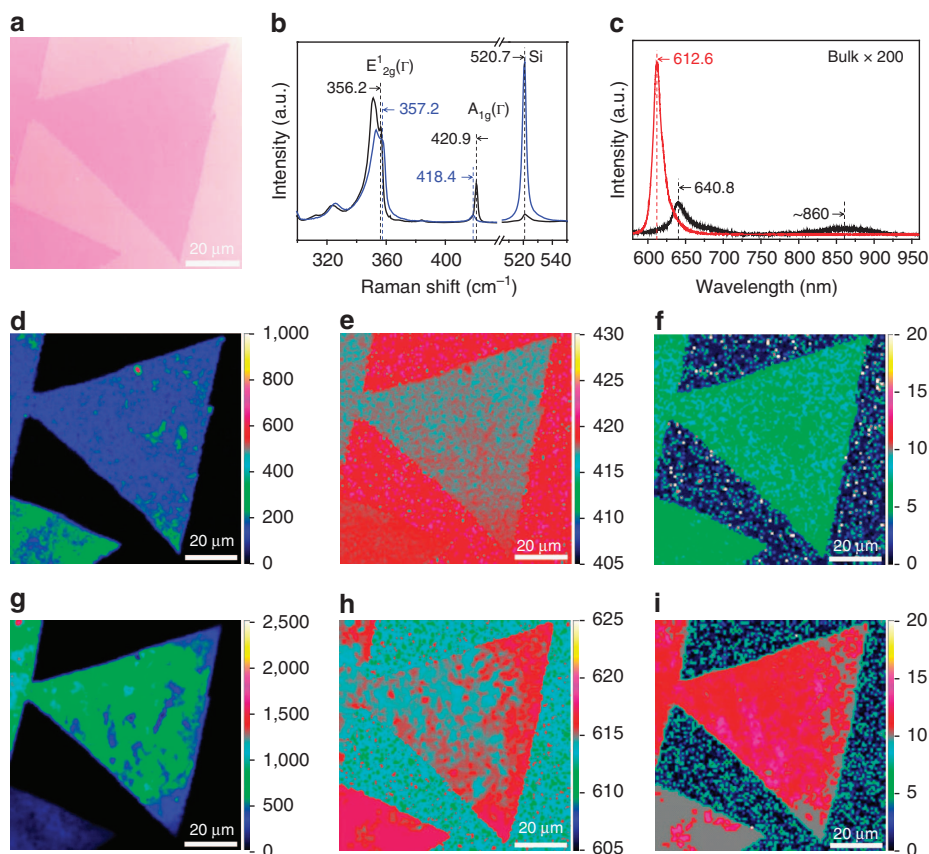 a
20 μm
b
Intensity (a.u.)
E¹₂g(Γ)
356.2
357.2
A₁g(Γ)
420.9
418.4
520.7
Si
320 360 400 520 540
Raman shift (cm⁻¹)
c
Intensity (a.u.)
612.6
Bulk × 200
640.8
~860
600 650 700 750 800 850 900 950
Wavelength (nm)
d
1,000
800
600
400
200
0
20 μm
e
430
425
420
415
410
405
20 μm
f
20
15
10
5
0
20 μm
g
2,500
2,000
1,500
1,000
500
0
20 μm
h
625
620
615
610
605
20 μm
i
20
15
10
5
0
20 μm